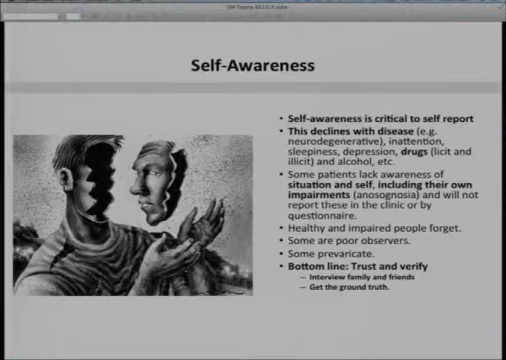 Self-Awareness
• Self-awareness is critical to self report
• This declines with disease (e.g.
neurodegenerative), inattention,
sleepiness, depression, drugs (licit and
illicit) and alcohol, etc.
• Some patients lack awareness of
situation and self, including their own
impairments (anosognosia) and will not
report these in the clinic or by
questionnaire.
• Healthy and impaired people forget.
• Some are poor observers.
• Some prevaricate.
• Bottom line: Trust and verify
– Interview family and friends
– Get the ground truth.